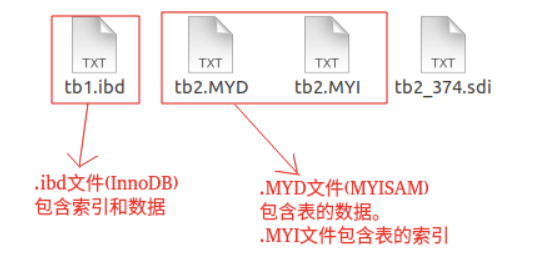 TXT TXT TXT TXT
tb1.ibd tb2.MYD tb2.MYI tb2_374.sdi
.ibd文件(InnoDB)
包含索引和数据
.MYD文件(MYISAM)
包含表的数据。
.MYI文件包含表的索引